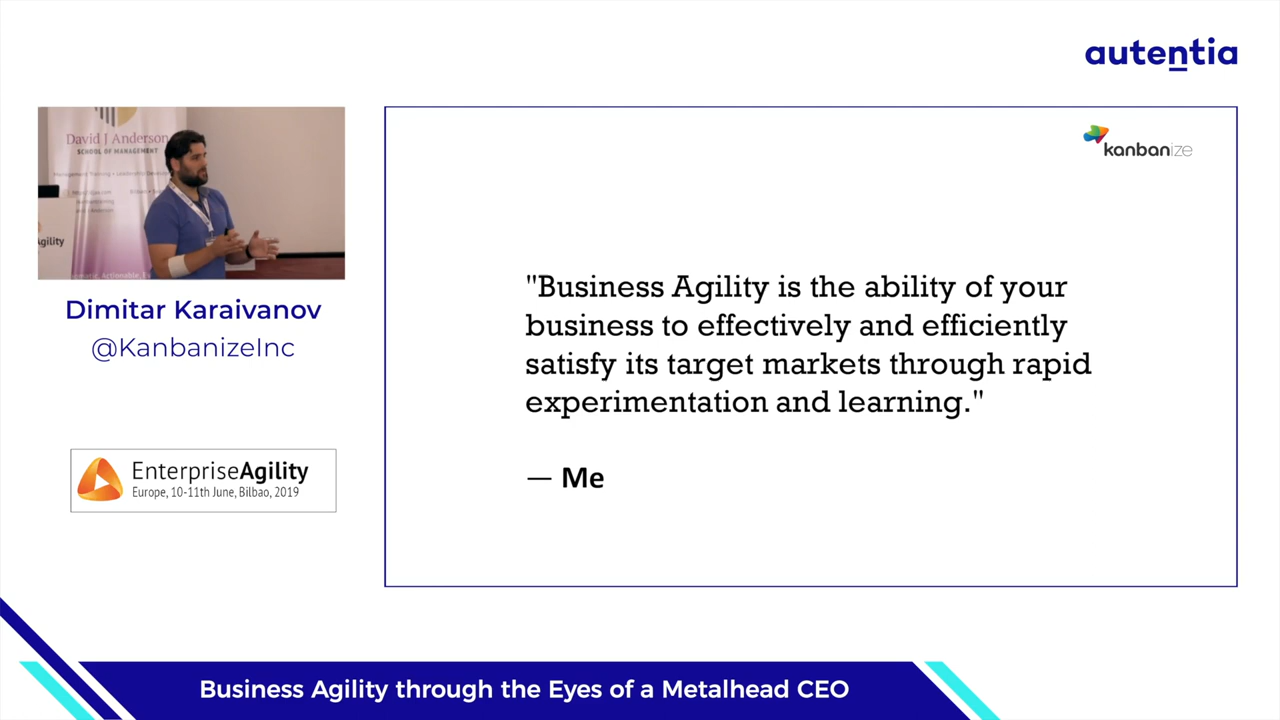 autentia
David J Anderson
SCHOOL OF MANAGEMENT
agility
Dimitar Karaivanov
@KanbanizeInc
EnterpriseAgility
Europe, 10-11th June, Bilbao, 2019
kanbanize
"Business Agility is the ability of your
business to effectively and efficiently
satisfy its target markets through rapid
experimentation and learning."
— Me
Business Agility through the Eyes of a Metalhead CEO